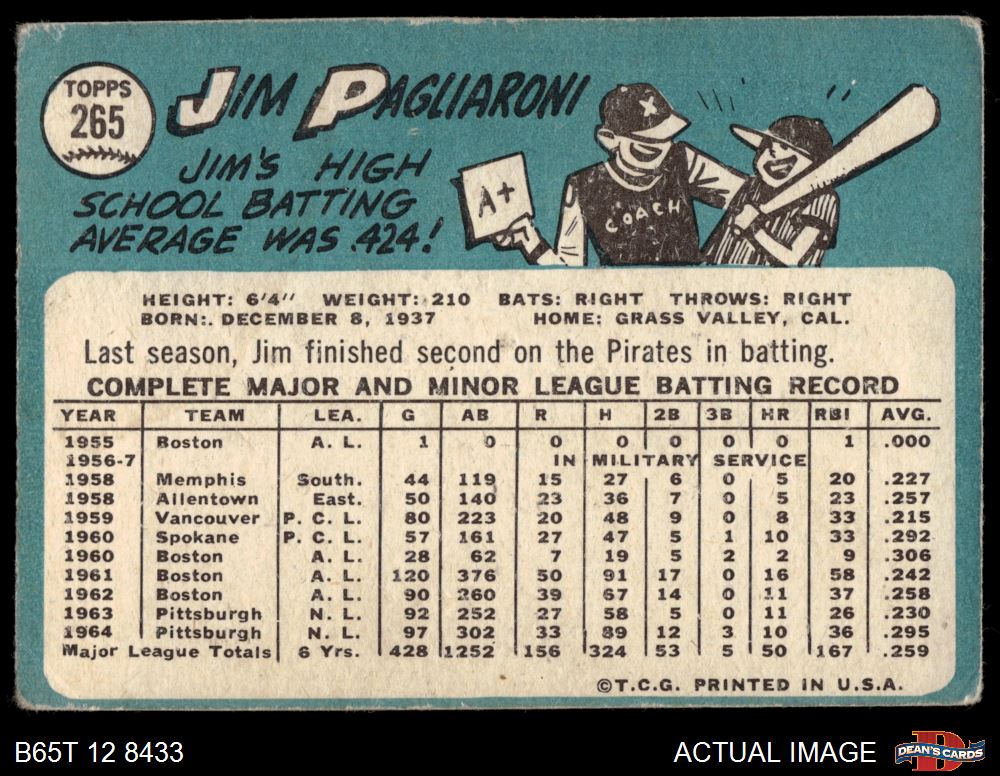 TOPPS
265
JIM PAGLIARONI
JIM'S HIGH
SCHOOL BATTING
AVERAGE WAS .424!
A+
X
COACH
HEIGHT: 6'4" WEIGHT: 210 BATS: RIGHT THROWS: RIGHT
BORN:. DECEMBER 8, 1937 HOME: GRASS VALLEY, CAL.
Last season, Jim finished second on the Pirates in batting.
COMPLETE MAJOR AND MINOR LEAGUE BATTING RECORD
YEAR TEAM LEA. G AB R H 2B 3B HR RBI AVG.
1955 Boston A. L. 1 0 0 0 0 0 0 1 .000
1956-7 IN MILITARY SERVICE
1958 Memphis South. 44 119 15 27 6 0 5 20 .227
1958 Allentown East. 50 140 23 36 7 0 5 23 .257
1959 Vancouver P. C. L. 80 223 20 48 9 0 8 33 .215
1960 Spokane P. C. L. 57 161 27 47 5 1 10 33 .292
1960 Boston A. L. 28 62 7 19 5 2 2 9 .306
1961 Boston A. L. 120 376 50 91 17 0 16 58 .242
1962 Boston A. L. 90 260 39 67 14 0 11 37 .258
1963 Pittsburgh N. L. 92 252 27 58 5 0 11 26 .230
1964 Pittsburgh N. L. 97 302 33 89 12 3 10 36 .295
Major League Totals 6 Yrs. 428 1252 156 324 53 5 50 167 .259
©T.C.G. PRINTED IN U.S.A.
B65T 12 8433 ACTUAL IMAGE DEAN'S CARDS